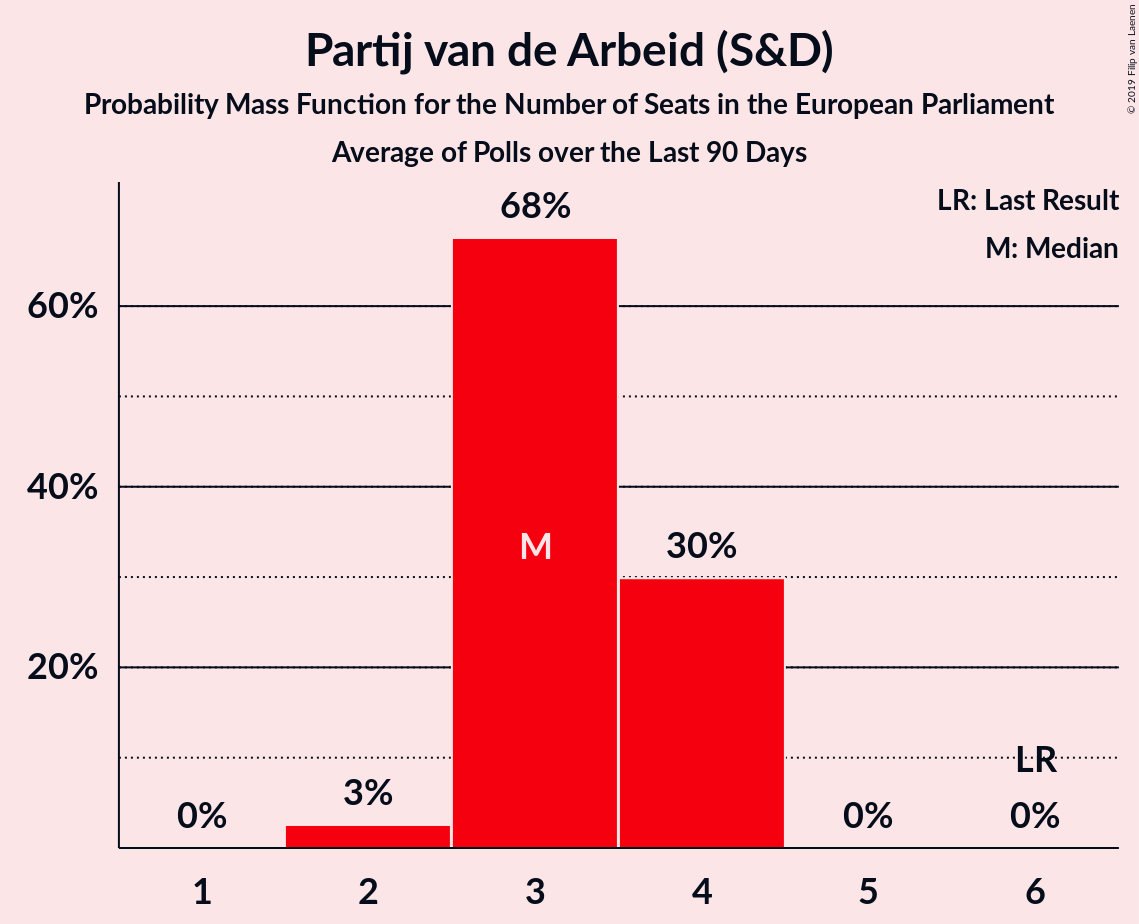 Partij van de Arbeid (S&D)
Probability Mass Function for the Number of Seats in the European Parliament
Average of Polls over the Last 90 Days
© 2019 Filip van Laenen
LR: Last Result
M: Median
68%
60%
40%
M
30%
20%
LR
3%
0%
0%
0%
1 2 3 4 5 6